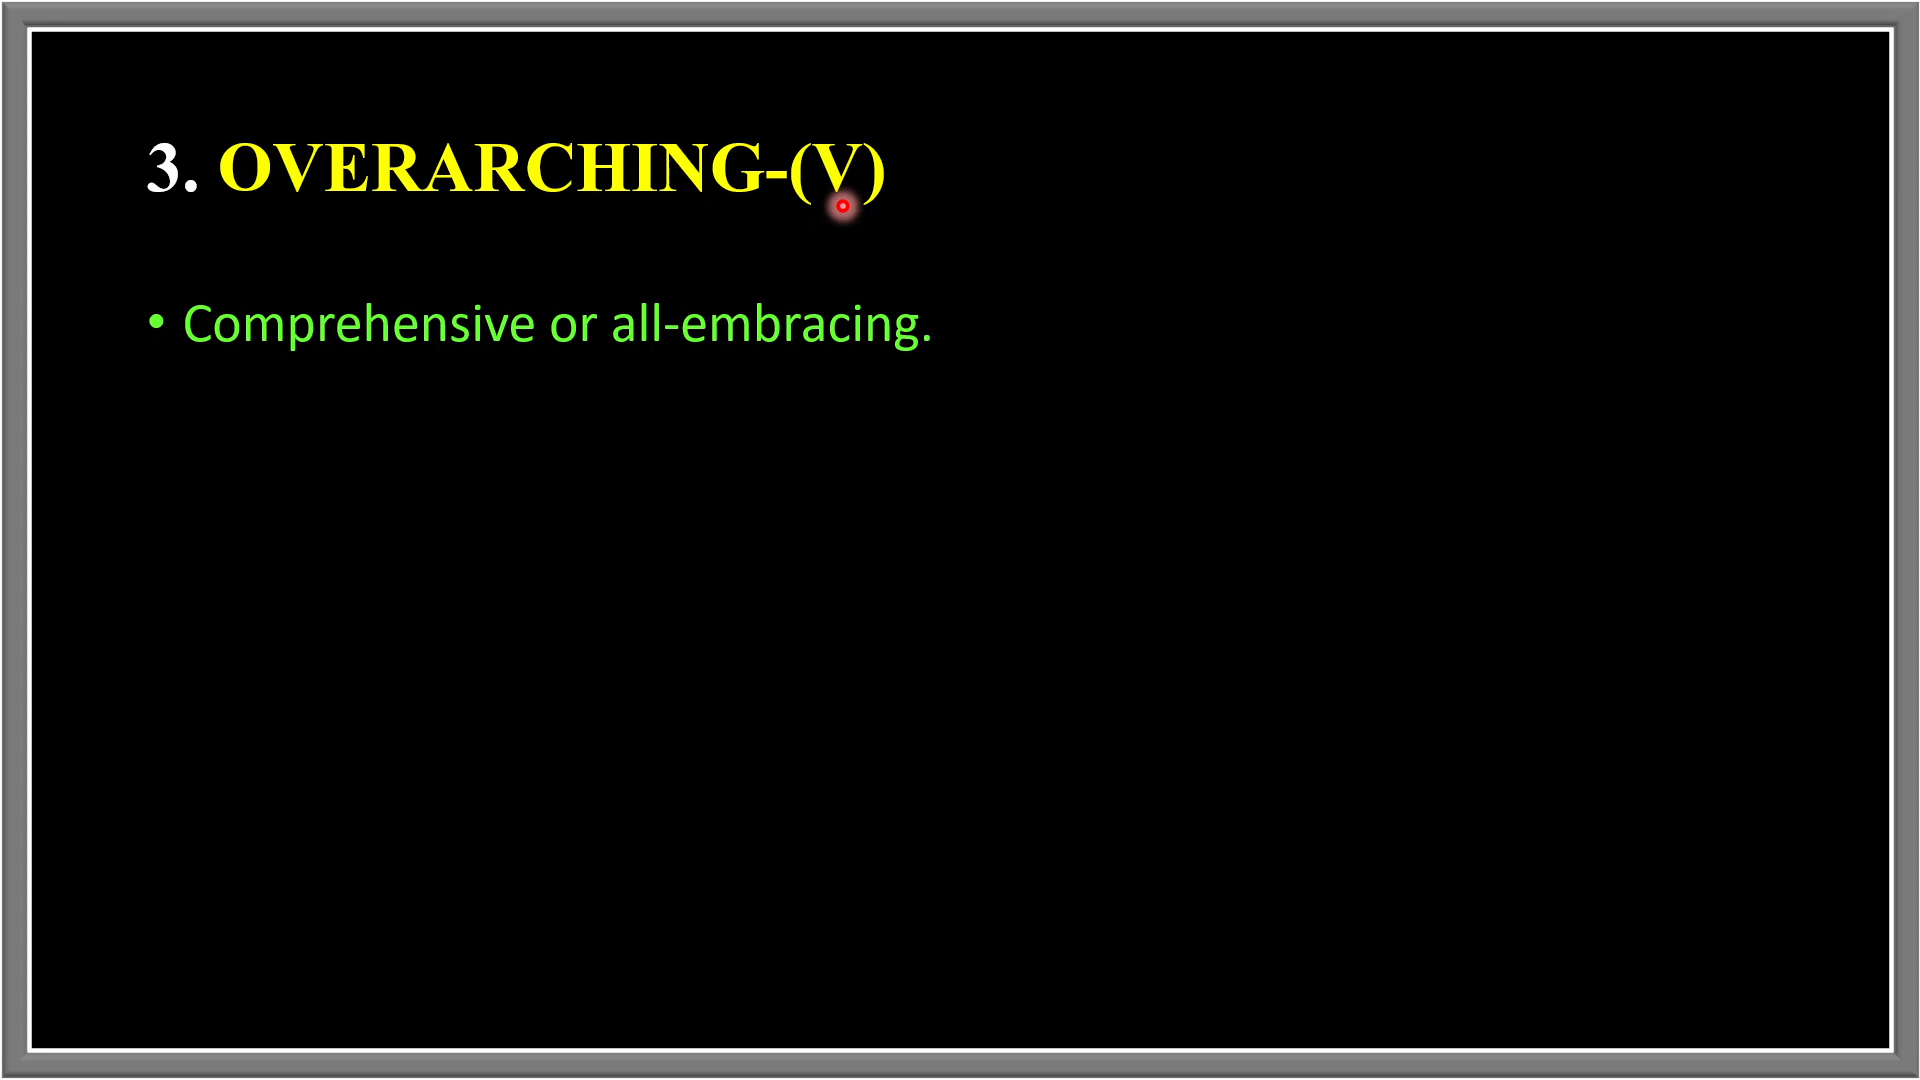 3. OVERARCHING-(V)
• Comprehensive or all-embracing.